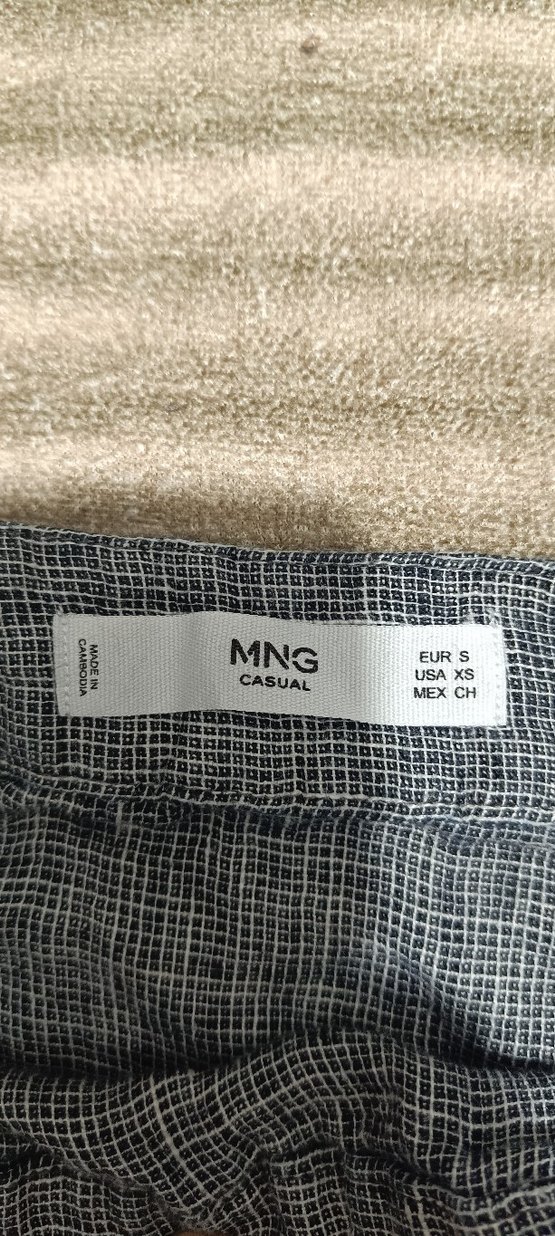 MADE IN
CAMBODIA
MNG
CASUAL
EUR S
USA XS
MEX CH